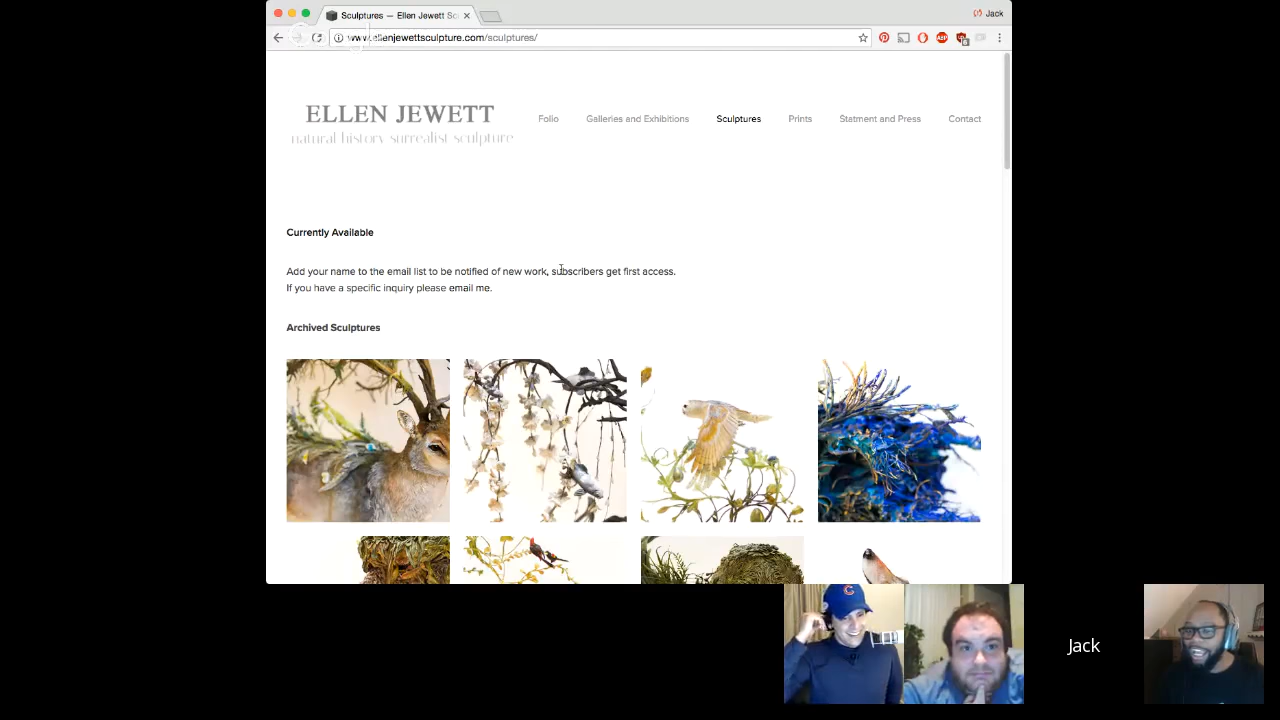 Sculptures — Ellen Jewett Sc
Jack
www.ellenjewettsculpture.com/sculptures/
ELLEN JEWETT
natural history surrealist sculpture
Folio
Galleries and Exhibitions
Sculptures
Prints
Statment and Press
Contact
Currently Available
Add your name to the email list to be notified of new work, subscribers get first access.
If you have a specific inquiry please email me.
Archived Sculptures
C
Jack